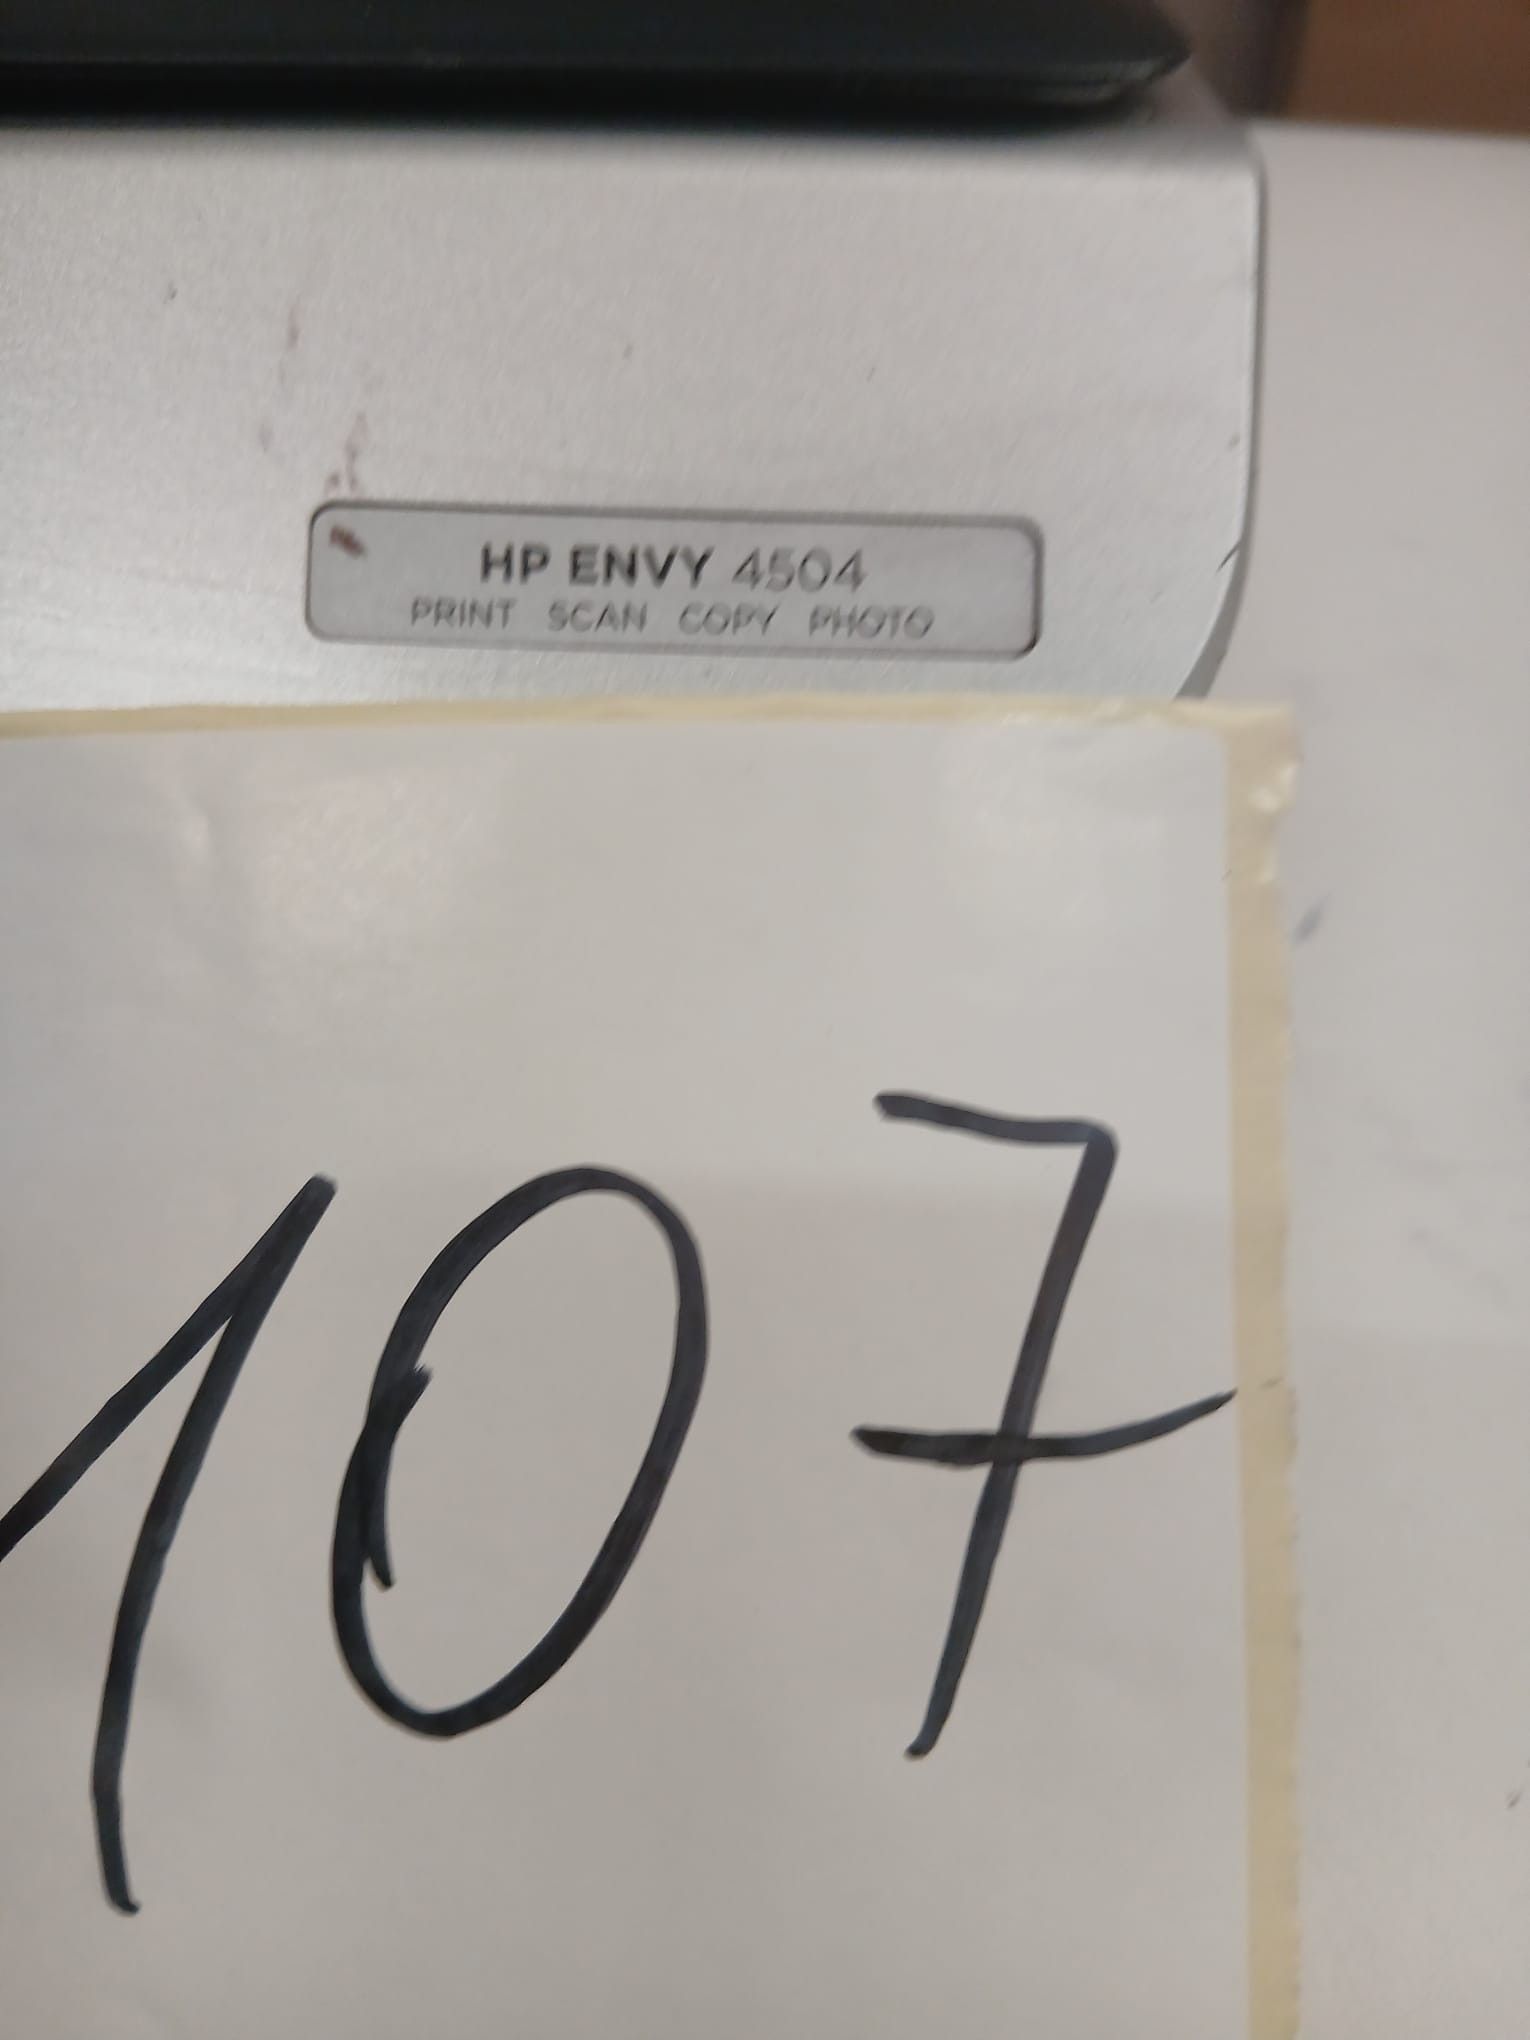 HP ENVY 4504
PRINT SCAN COPY PHOTO
107